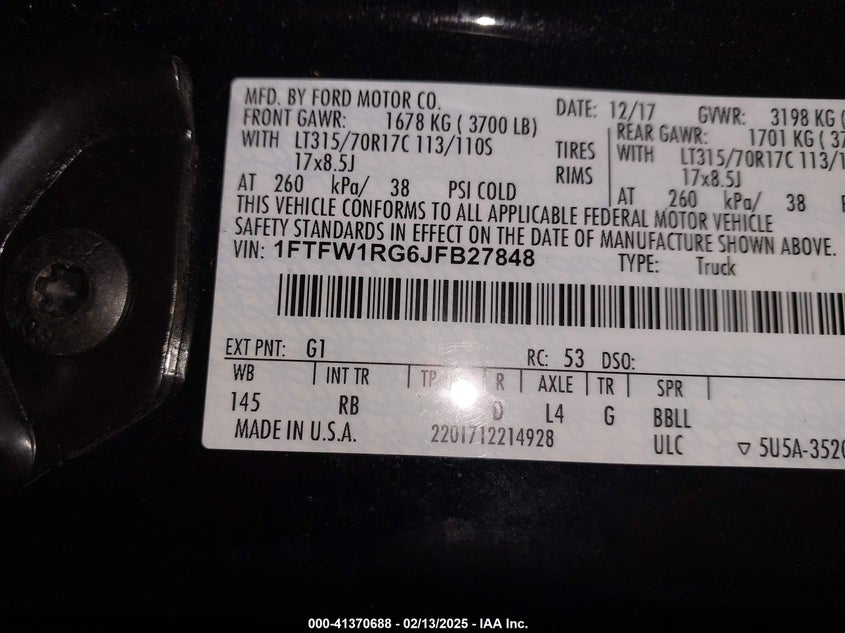 MFD. BY FORD MOTOR CO. DATE: 12/17 GVWR: 3198 KG (
FRONT GAWR: 1678 KG ( 3700 LB) REAR GAWR: 1701 KG ( 37
WITH LT315/70R17C 113/110S TIRES WITH LT315/70R17C 113/1
17x8.5J RIMS 17x8.5J
AT 260 kPa/ 38 PSI COLD AT 260 kPa/ 38
THIS VEHICLE CONFORMS TO ALL APPLICABLE FEDERAL MOTOR VEHICLE
SAFETY STANDARDS IN EFFECT ON THE DATE OF MANUFACTURE SHOWN ABOVE.
VIN: 1FTFW1RG6JFB27848 TYPE: Truck
EXT PNT: G1 RC: 53 DSO:
WB INT TR TP R AXLE TR SPR
145 RB D L4 G BBLL
MADE IN U.S.A. 2201712214928 ULC ▽ 5U5A-3520
000-41370688 - 02/13/2025 - IAA Inc.